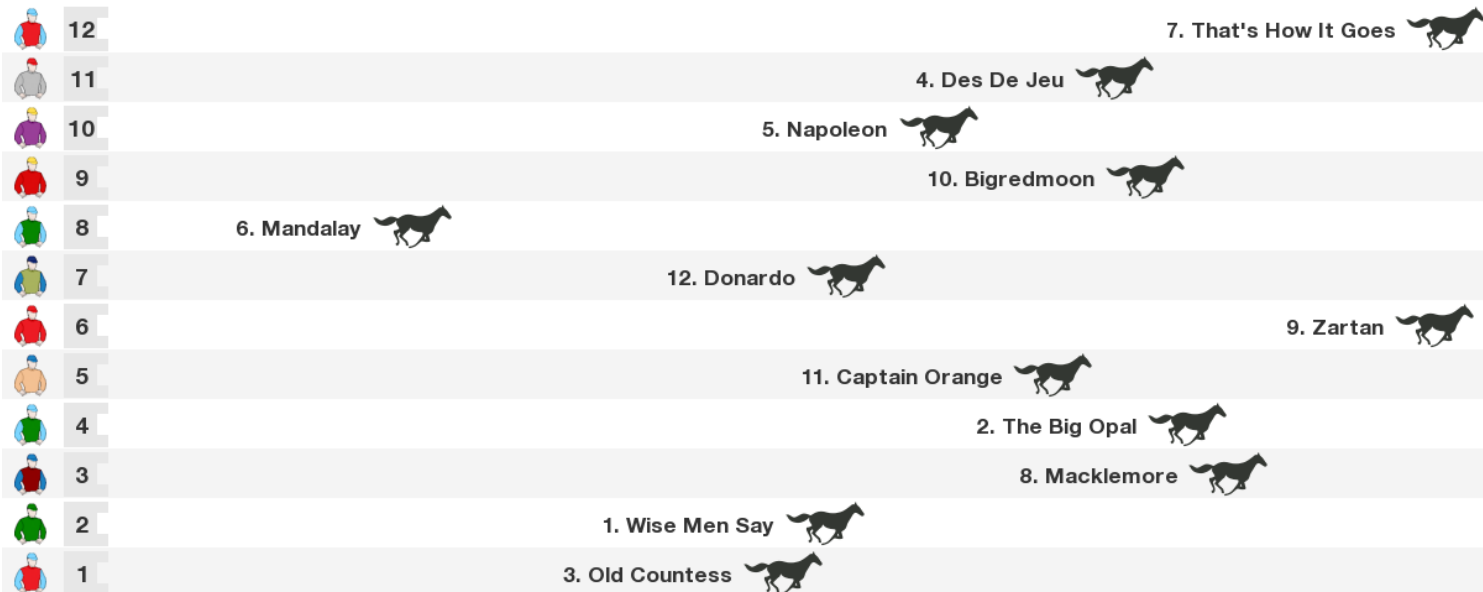 12 7. That's How It Goes
11 4. Des De Jeu
10 5. Napoleon
9 10. Bigredmoon
8 6. Mandalay
7 12. Donardo
6 9. Zartan
5 11. Captain Orange
4 2. The Big Opal
3 8. Macklemore
2 1. Wise Men Say
1 3. Old Countess